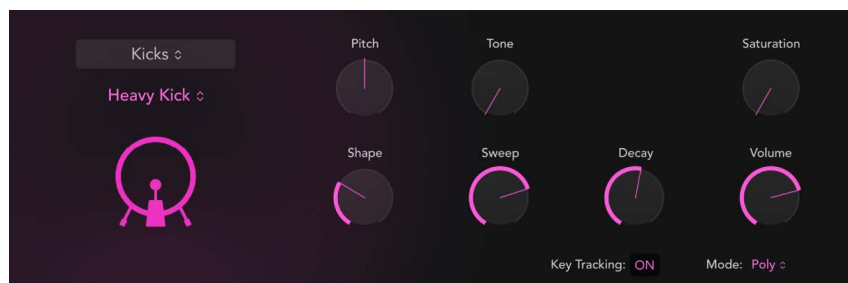 Kicks
Heavy Kick
Pitch
Tone
Saturation
Shape
Sweep
Decay
Volume
Key Tracking: ON
Mode: Poly